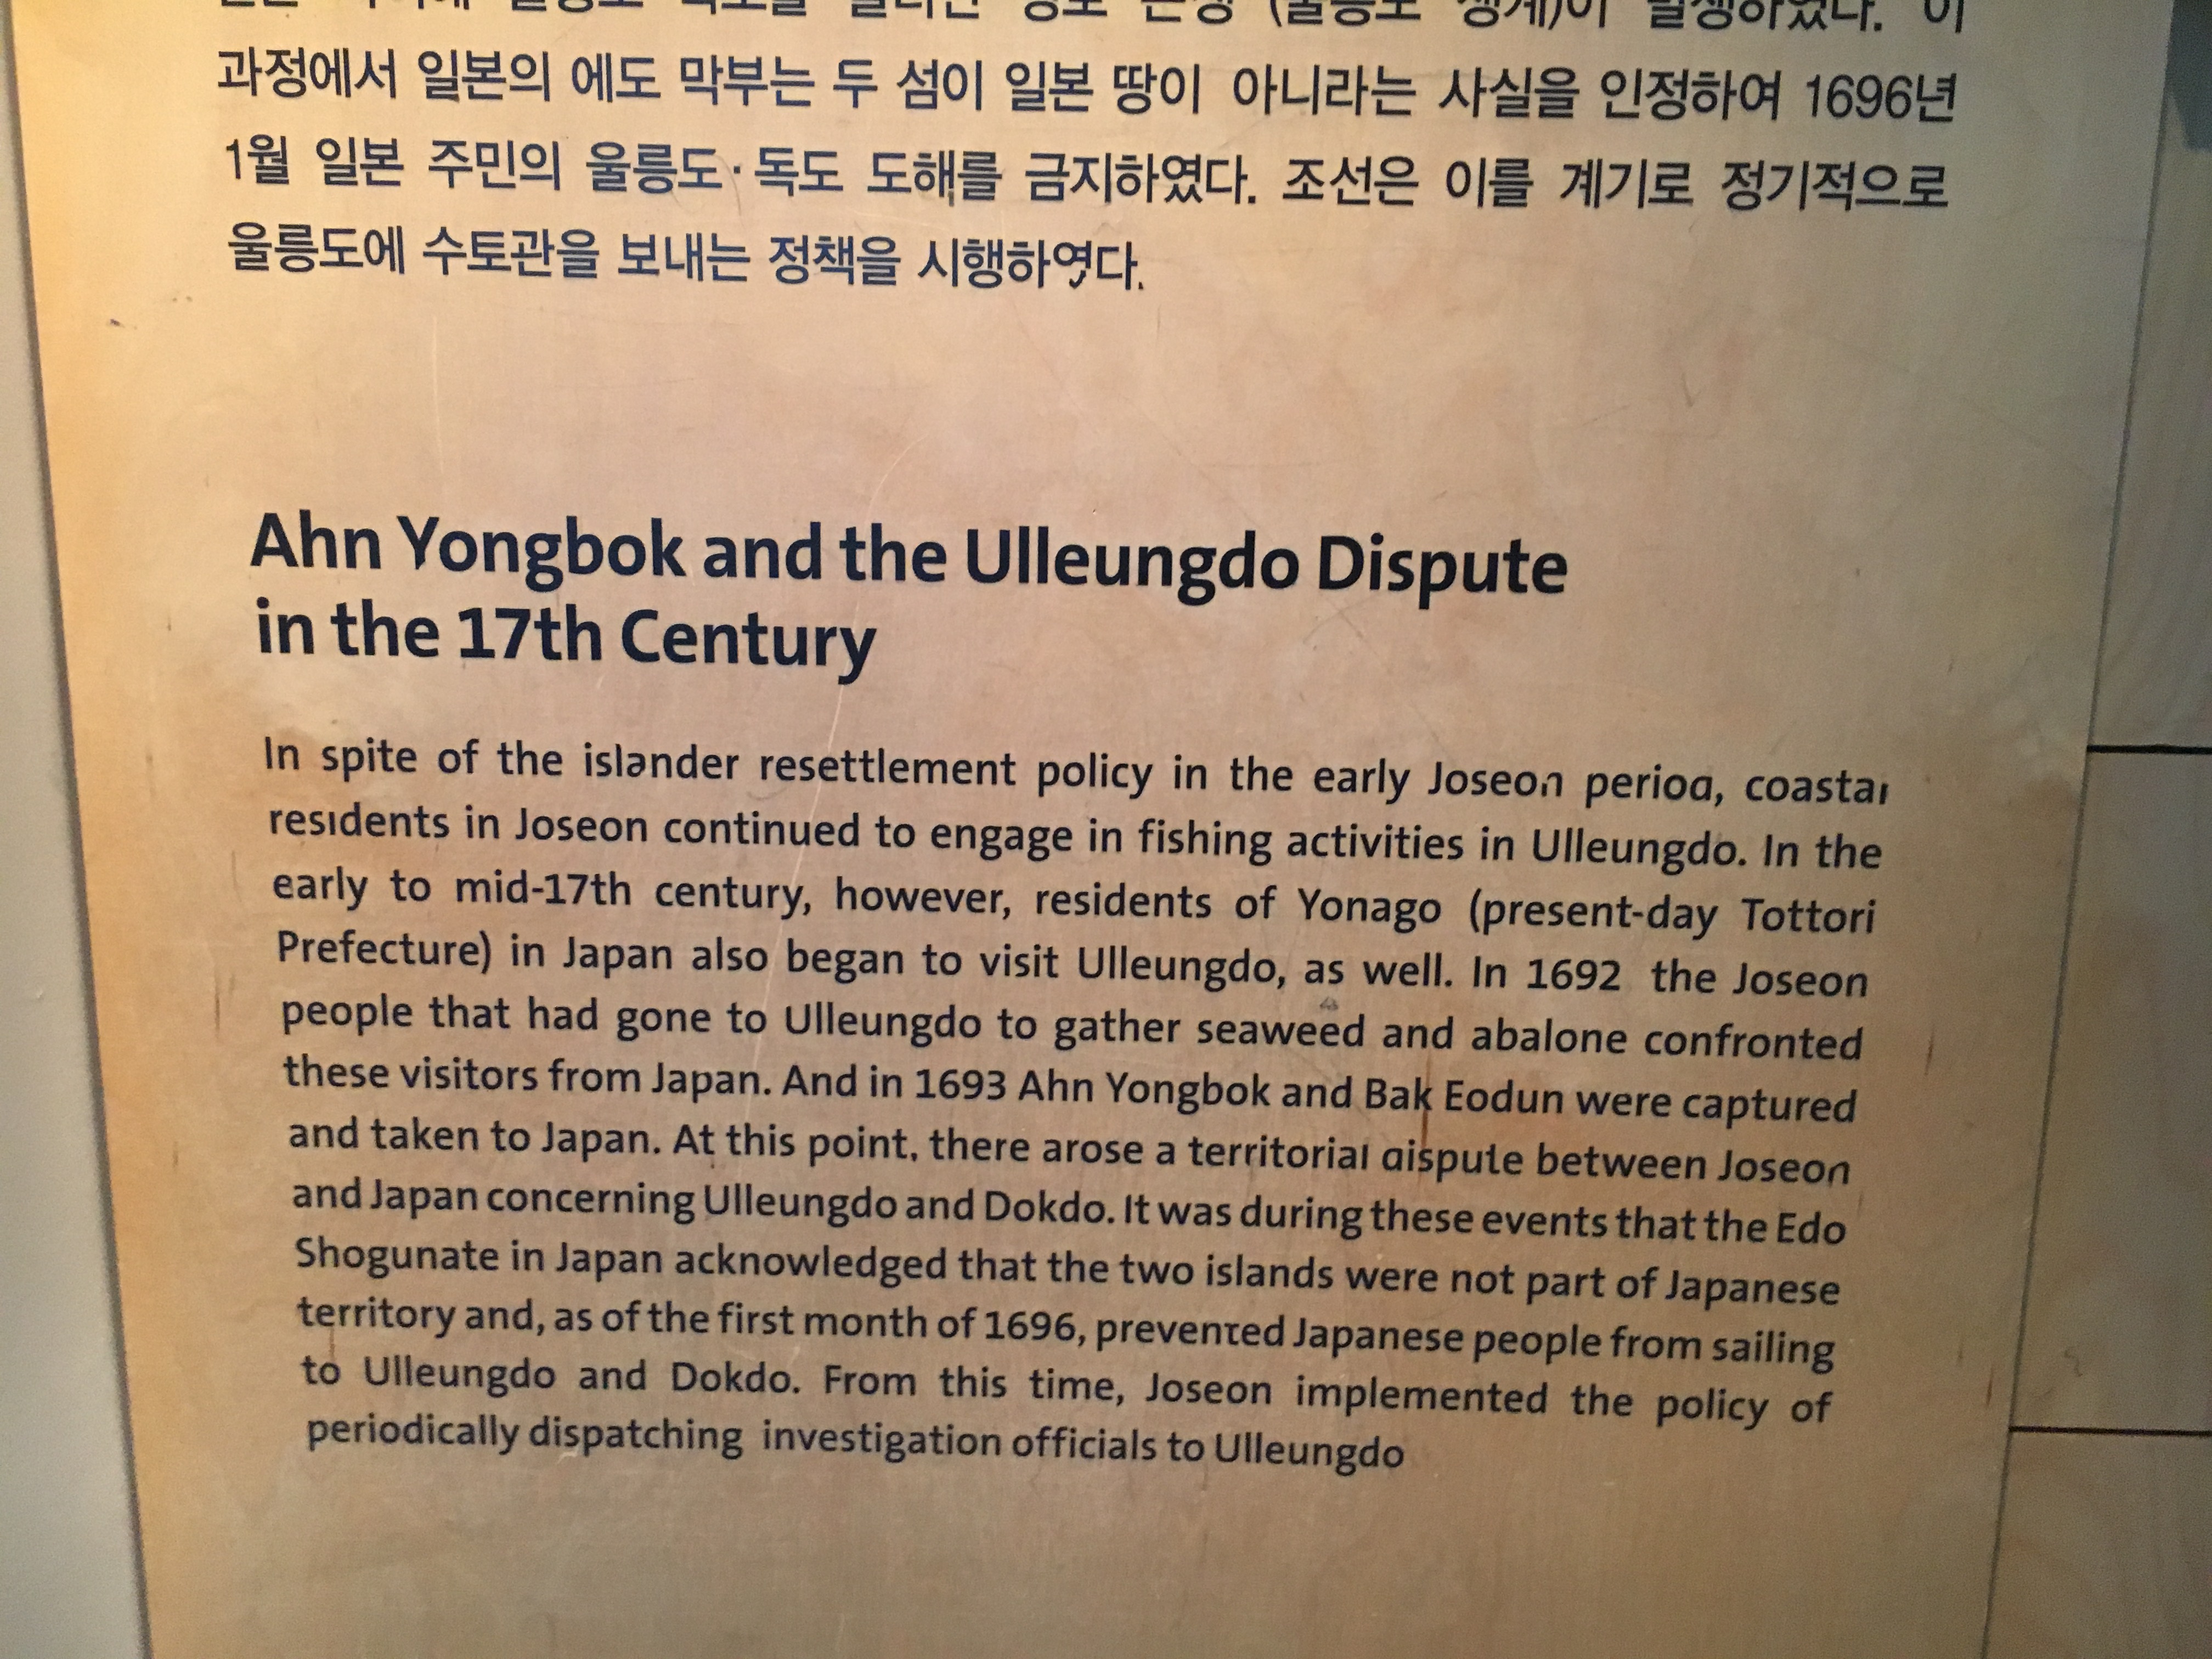 울릉도 독도를 둘러싼 영토 분쟁 (울릉도 쟁계)이 발생하였다. 이
과정에서 일본의 에도 막부는 두 섬이 일본 땅이 아니라는 사실을 인정하여 1696년
1월 일본 주민의 울릉도·독도 도해를 금지하였다. 조선은 이를 계기로 정기적으로
울릉도에 수토관을 보내는 정책을 시행하였다.
Ahn Yongbok and the Ulleungdo Dispute
in the 17th Century
In spite of the islander resettlement policy in the early Joseon period, coastal
residents in Joseon continued to engage in fishing activities in Ulleungdo. In the
early to mid-17th century, however, residents of Yonago (present-day Tottori
Prefecture) in Japan also began to visit Ulleungdo, as well. In 1692 the Joseon
people that had gone to Ulleungdo to gather seaweed and abalone confronted
these visitors from Japan. And in 1693 Ahn Yongbok and Bak Eodun were captured
and taken to Japan. At this point, there arose a territorial dispute between Joseon
and Japan concerning Ulleungdo and Dokdo. It was during these events that the Edo
Shogunate in Japan acknowledged that the two islands were not part of Japanese
territory and, as of the first month of 1696, prevented Japanese people from sailing
to Ulleungdo and Dokdo. From this time, Joseon implemented the policy of
periodically dispatching investigation officials to Ulleungdo